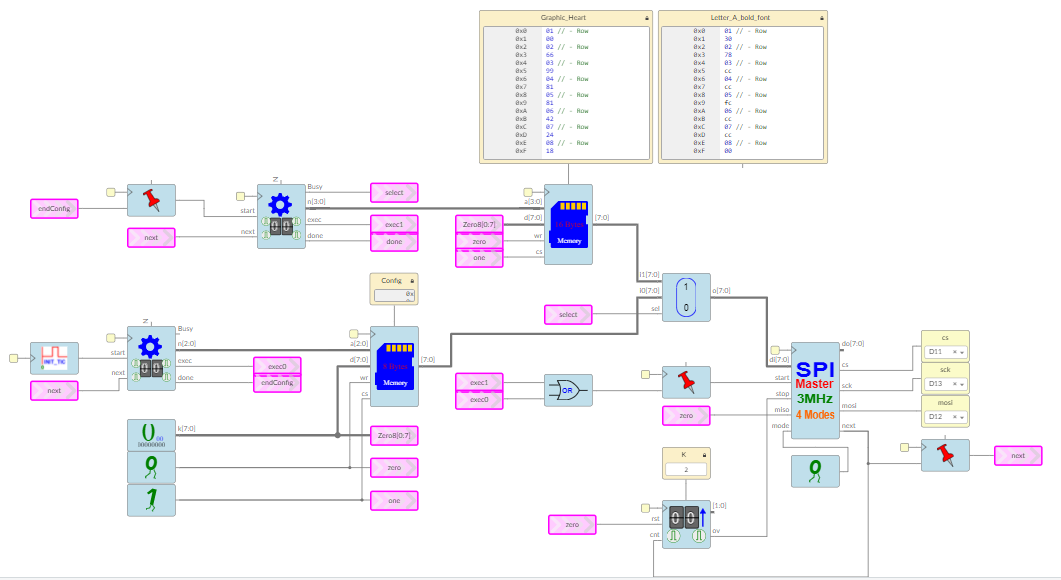 Graphic_Heart
0x0 01 // - Row
0x1 00
0x2 02 // - Row
0x3 66
0x4 03 // - Row
0x5 99
0x6 04 // - Row
0x7 81
0x8 05 // - Row
0x9 81
0xA 06 // - Row
0xB 42
0xC 07 // - Row
0xD 24
0xE 08 // - Row
0xF 18
Letter_A_bold_font
0x0 01 // - Row
0x1 30
0x2 02 // - Row
0x3 78
0x4 03 // - Row
0x5 cc
0x6 04 // - Row
0x7 cc
0x8 05 // - Row
0x9 fc
0xA 06 // - Row
0xB cc
0xC 07 // - Row
0xD cc
0xE 08 // - Row
0xF 00
endConfig
next
N
start
next
00
Busy
n[3:0]
exec
done
select
exec1
done
Zero8[0:7]
zero
one
a[3:0]
d[7:0]
wr
cs
Memory
[7:0]
Config
0x
INIT_TIC
next
N
start
next
00
Busy
n[2:0]
exec
done
exec0
endConfig
a[2:0]
d[7:0]
wr
cs
Memory
[7:0]
select
i1[7:0]
i0[7:0]
sel
1
0
o[7:0]
exec1
exec0
OR
zero
di[7:0]
start
stop
miso
mode
SPI
Master
3MHz
4 Modes
do[7:0]
cs
sck
mosi
next
cs
D11
sck
D13
mosi
D12
next
0
00
00000000
k[7:0]
Zero8[0:7]
0
zero
1
one
0
K
2
zero
rst
cnt
00
[1:0]
ov